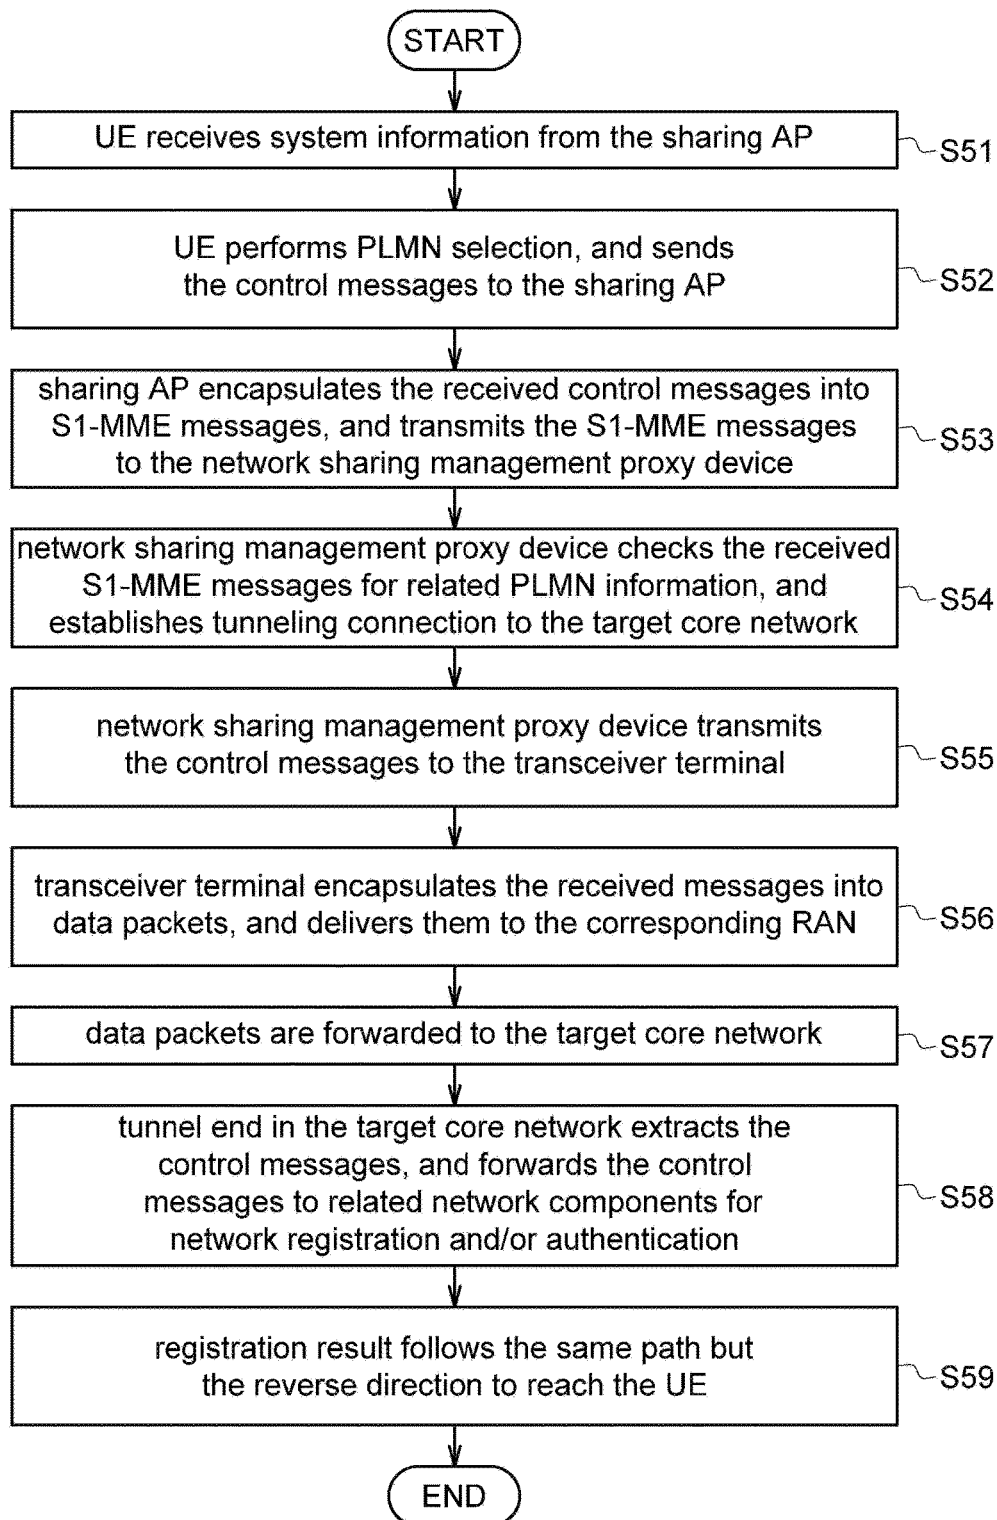 START
UE receives system information from the sharing AP
S51
UE performs PLMN selection, and sends
the control messages to the sharing AP
S52
sharing AP encapsulates the received control messages into
S1-MME messages, and transmits the S1-MME messages
to the network sharing management proxy device
S53
network sharing management proxy device checks the received
S1-MME messages for related PLMN information, and
establishes tunneling connection to the target core network
S54
network sharing management proxy device transmits
the control messages to the transceiver terminal
S55
transceiver terminal encapsulates the received messages into
data packets, and delivers them to the corresponding RAN
S56
data packets are forwarded to the target core network
S57
tunnel end in the target core network extracts the
control messages, and forwards the control
messages to related network components for
network registration and/or authentication
S58
registration result follows the same path but
the reverse direction to reach the UE
S59
END